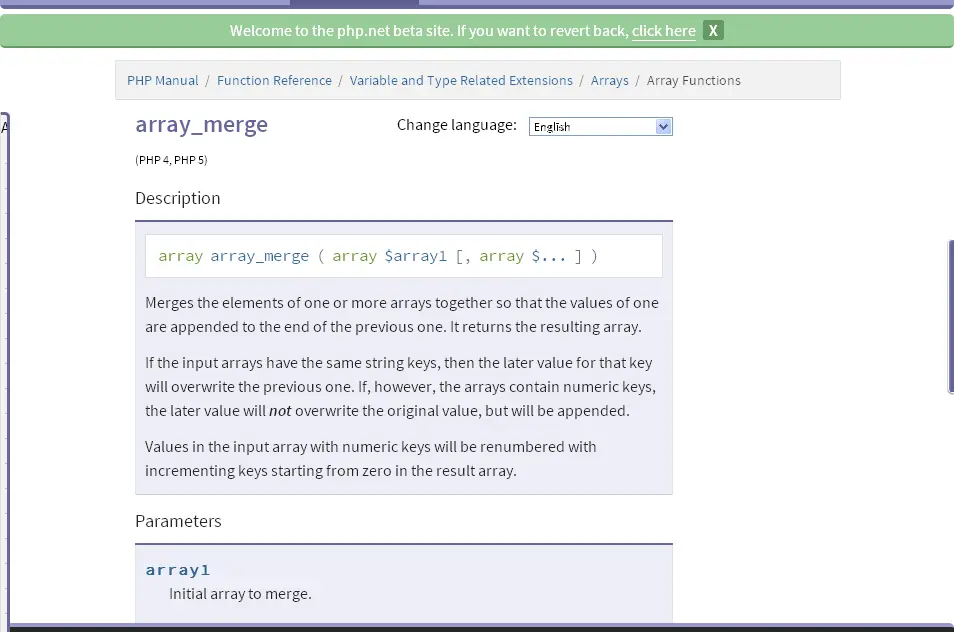 Welcome to the php.net beta site. If you want to revert back, click here X
PHP Manual / Function Reference / Variable and Type Related Extensions / Arrays / Array Functions
array_merge
Change language: English
(PHP 4, PHP 5)
Description
array array_merge ( array $array1 [, array $... ] )
Merges the elements of one or more arrays together so that the values of one
are appended to the end of the previous one. It returns the resulting array.
If the input arrays have the same string keys, then the later value for that key
will overwrite the previous one. If, however, the arrays contain numeric keys,
the later value will not overwrite the original value, but will be appended.
Values in the input array with numeric keys will be renumbered with
incrementing keys starting from zero in the result array.
Parameters
array1
Initial array to merge.